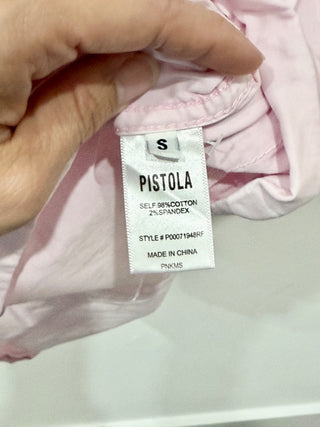 S
PISTOLA
SELF:98%COTTON
2%SPANDEX
STYLE # P00071948RF
MADE IN CHINA
PNKMS